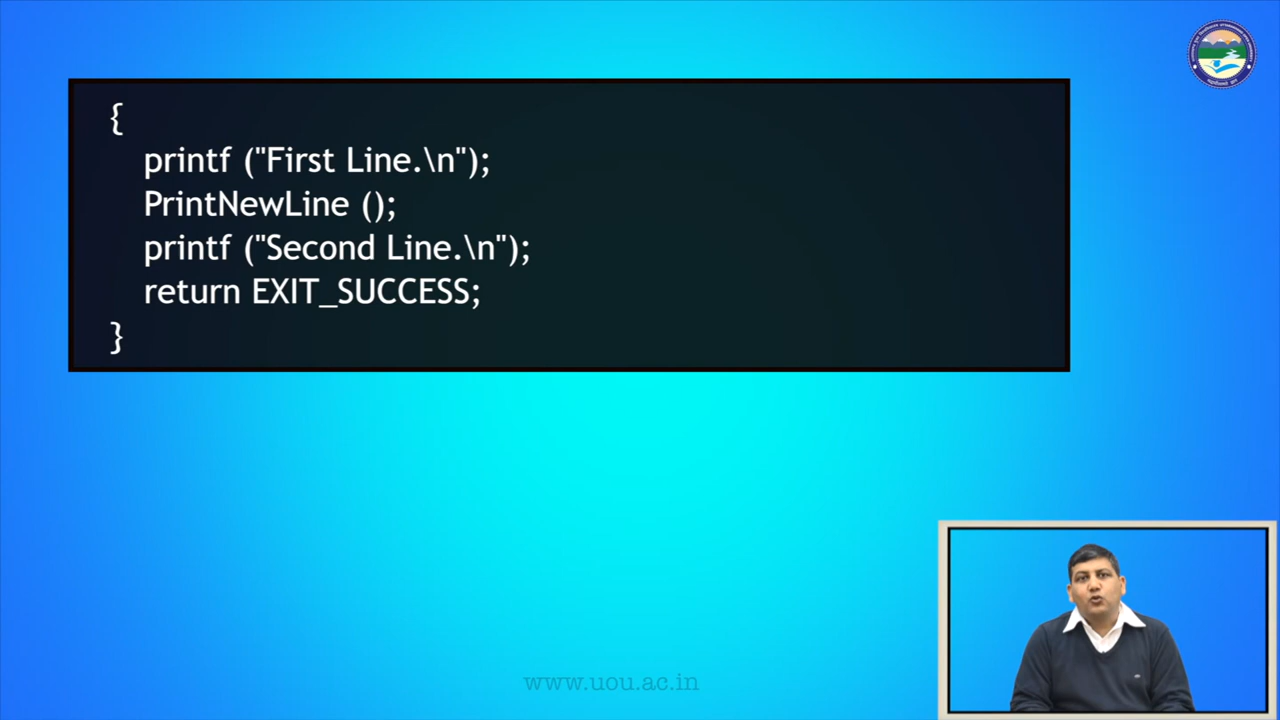 {
printf ("First Line.\n");
PrintNewLine ();
printf ("Second Line.\n");
return EXIT_SUCCESS;
}
www.uou.ac.in